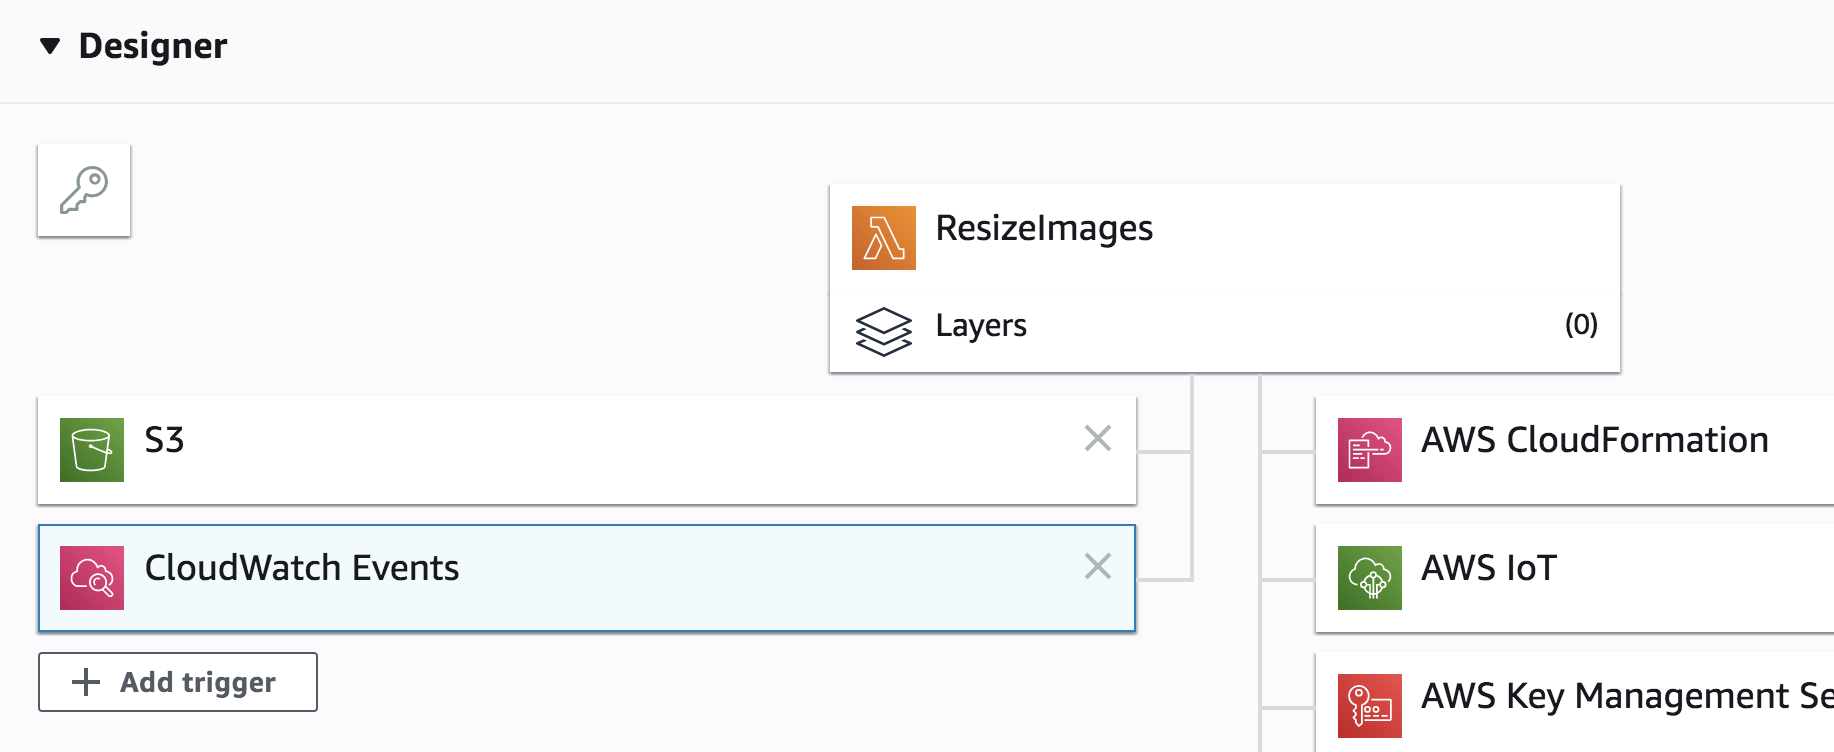 Designer
ResizeImages
Layers
(0)
S3
AWS CloudFormation
CloudWatch Events
AWS IoT
Add trigger
AWS Key Management Se